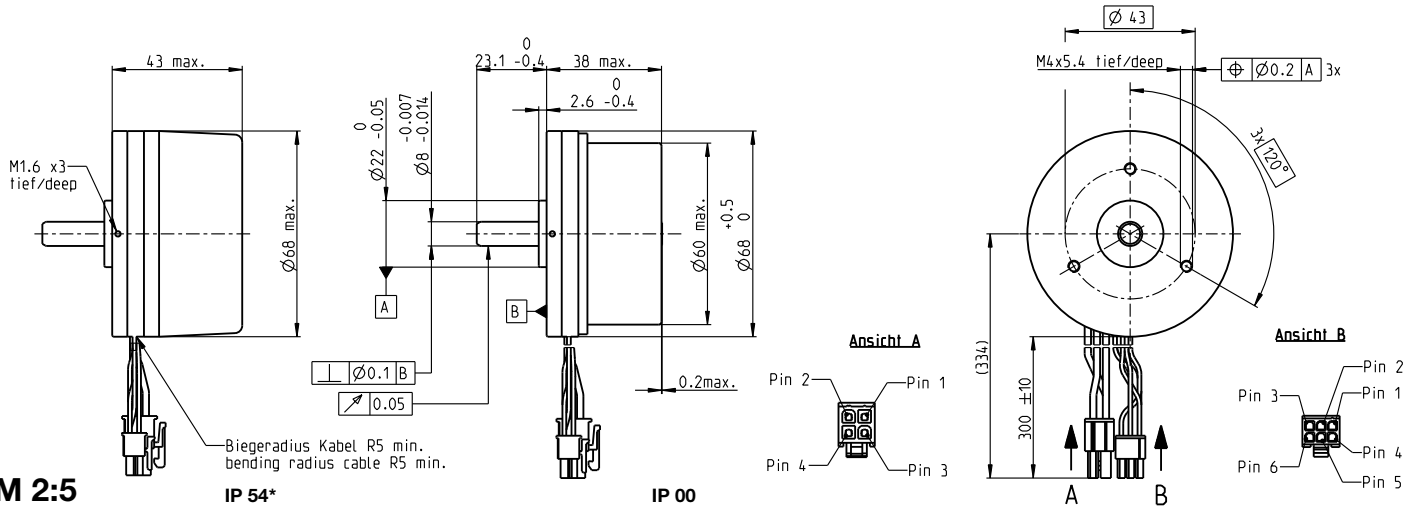 43 max.
M1.6 x3
tief/deep
Ø68 max.
Biegeradius Kabel R5 min.
bending radius cable R5 min.
M 2:5
IP 54*
0
23.1 -0.4
38 max.
0
2.6 -0.4
0
Ø22 -0.05
-0.007
Ø8 -0.014
A
B
⊥ Ø0.1 B
↗ 0.05
Ø60 max.
+0.5
Ø68 0
0.2max.
IP 00
Ansicht A
Pin 2
Pin 1
Pin 4
Pin 3
Ø 43
M4x5.4 tief/deep
⌖ Ø0.2 A 3x
3x 120°
(334)
300 ±10
A
B
Ansicht B
Pin 2
Pin 3
Pin 1
Pin 4
Pin 6
Pin 5